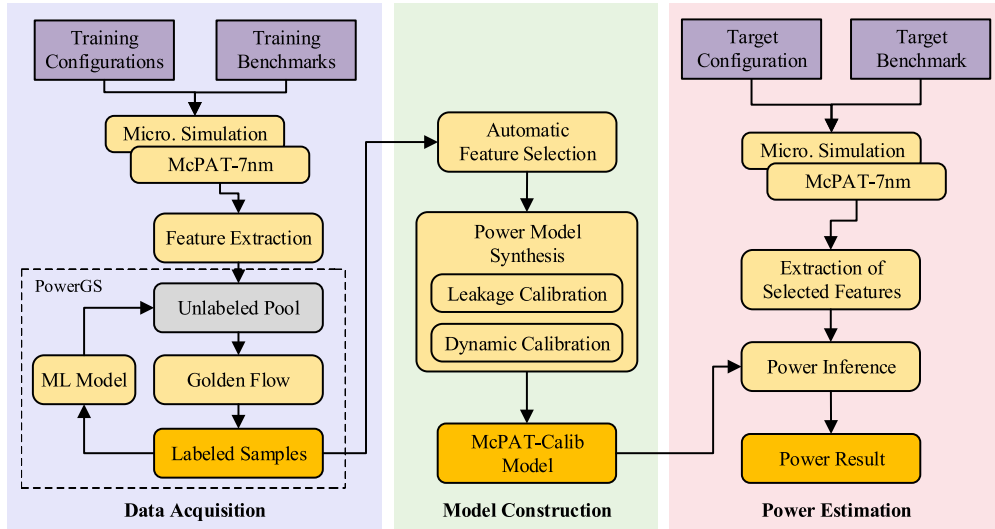 Training
Configurations
Training
Benchmarks
Micro. Simulation
McPAT-7nm
Feature Extraction
PowerGS
Unlabeled Pool
ML Model
Golden Flow
Labeled Samples
Data Acquisition
Automatic
Feature Selection
Power Model
Synthesis
Leakage Calibration
Dynamic Calibration
McPAT-Calib
Model
Model Construction
Target
Configuration
Target
Benchmark
Micro. Simulation
McPAT-7nm
Extraction of
Selected Features
Power Inference
Power Result
Power Estimation